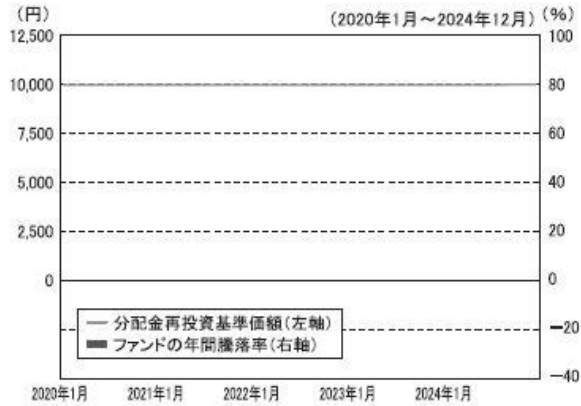 (円) (2020年1月～2024年12月) (%)
12,500 100
10,000 80
7,500 60
5,000 40
2,500 20
0 0
分配金再投資基準価額(左軸) −20
ファンドの年間騰落率(右軸)
−40
2020年1月 2021年1月 2022年1月 2023年1月 2024年1月